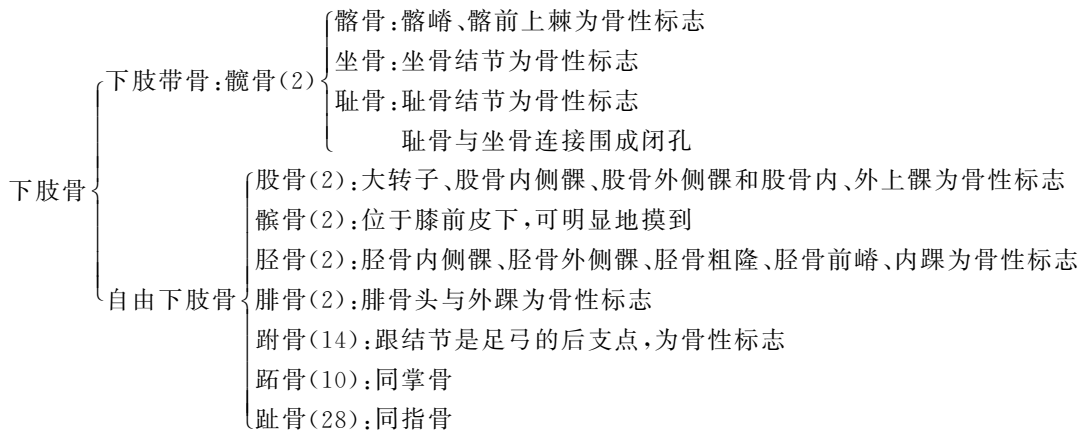 髂骨:髂嵴、髂前上棘为骨性标志
坐骨:坐骨结节为骨性标志
下肢带骨:髋骨(2)
耻骨:耻骨结节为骨性标志
耻骨与坐骨连接围成闭孔
下肢骨
股骨(2):大转子、股骨内侧髁、股骨外侧髁和股骨内、外上髁为骨性标志
髌骨(2):位于膝前皮下,可明显地摸到
胫骨(2):胫骨内侧髁、胫骨外侧髁、胫骨粗隆、胫骨前嵴、内踝为骨性标志
自由下肢骨
腓骨(2):腓骨头与外踝为骨性标志
跗骨(14):跟结节是足弓的后支点,为骨性标志
跖骨(10):同掌骨
趾骨(28):同指骨